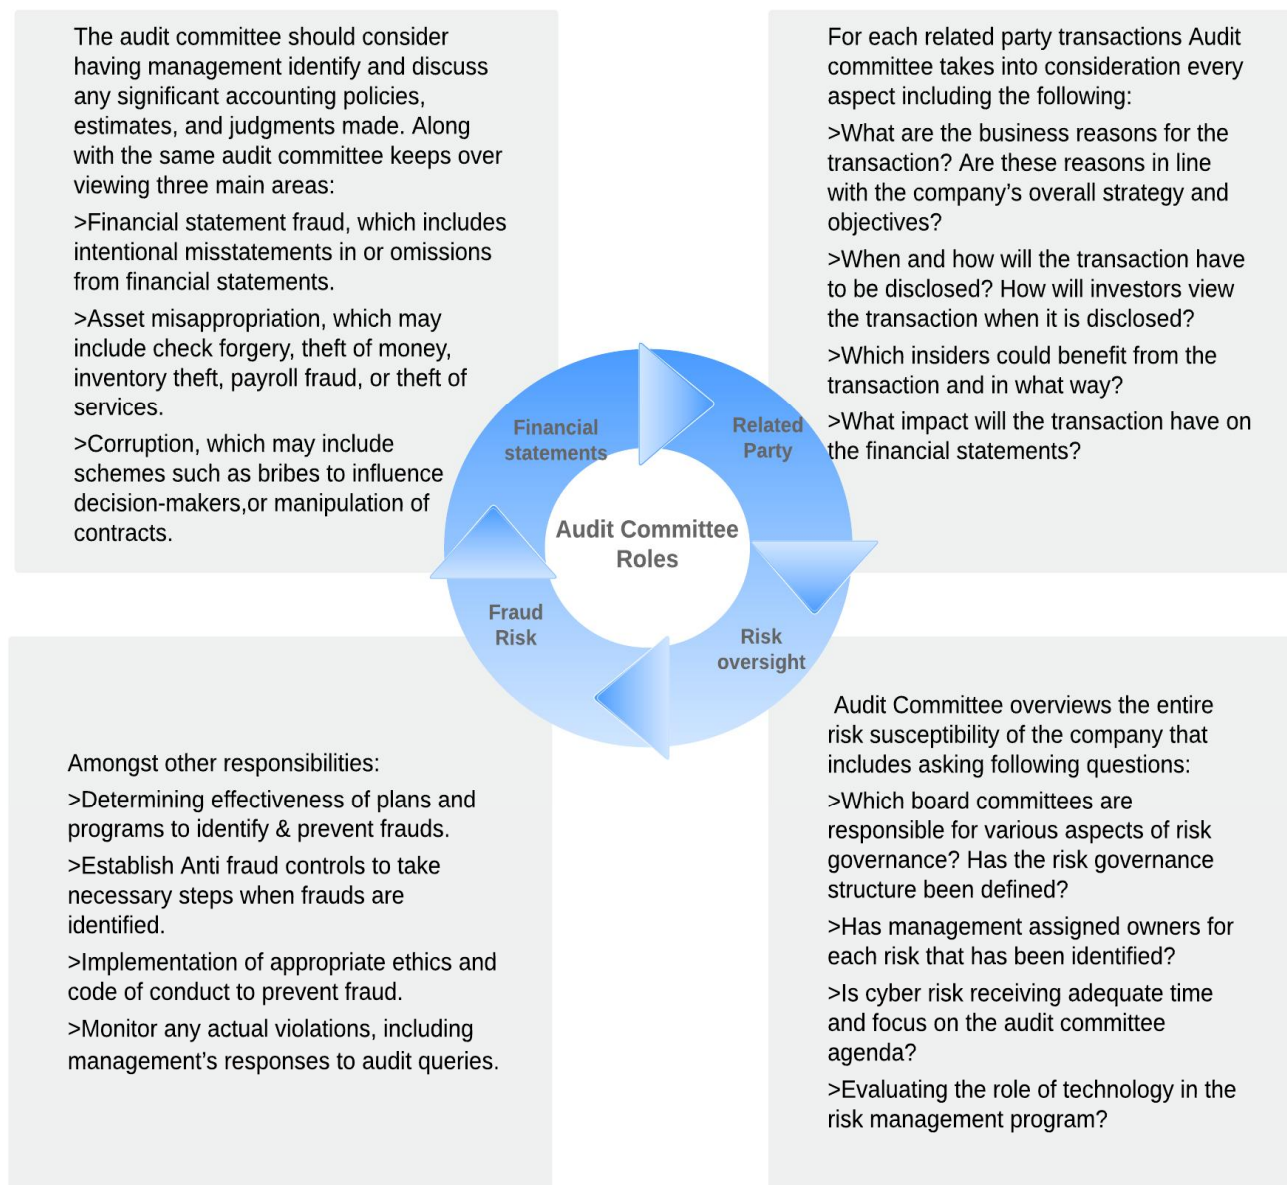 The audit committee should consider
having management identify and discuss
any significant accounting policies,
estimates, and judgments made. Along
with the same audit committee keeps over
viewing three main areas:
>Financial statement fraud, which includes
intentional misstatements in or omissions
from financial statements.
>Asset misappropriation, which may
include check forgery, theft of money,
inventory theft, payroll fraud, or theft of
services.
>Corruption, which may include
schemes such as bribes to influence
decision-makers,or manipulation of
contracts.
For each related party transactions Audit
committee takes into consideration every
aspect including the following:
>What are the business reasons for the
transaction? Are these reasons in line
with the company’s overall strategy and
objectives?
>When and how will the transaction have
to be disclosed? How will investors view
the transaction when it is disclosed?
>Which insiders could benefit from the
transaction and in what way?
>What impact will the transaction have on
the financial statements?
Financial
statements
Related
Party
Audit Committee
Roles
Fraud
Risk
Risk
oversight
Amongst other responsibilities:
>Determining effectiveness of plans and
programs to identify & prevent frauds.
>Establish Anti fraud controls to take
necessary steps when frauds are
identified.
>Implementation of appropriate ethics and
code of conduct to prevent fraud.
>Monitor any actual violations, including
management’s responses to audit queries.
Audit Committee overviews the entire
risk susceptibility of the company that
includes asking following questions:
>Which board committees are
responsible for various aspects of risk
governance? Has the risk governance
structure been defined?
>Has management assigned owners for
each risk that has been identified?
>Is cyber risk receiving adequate time
and focus on the audit committee
agenda?
>Evaluating the role of technology in the
risk management program?